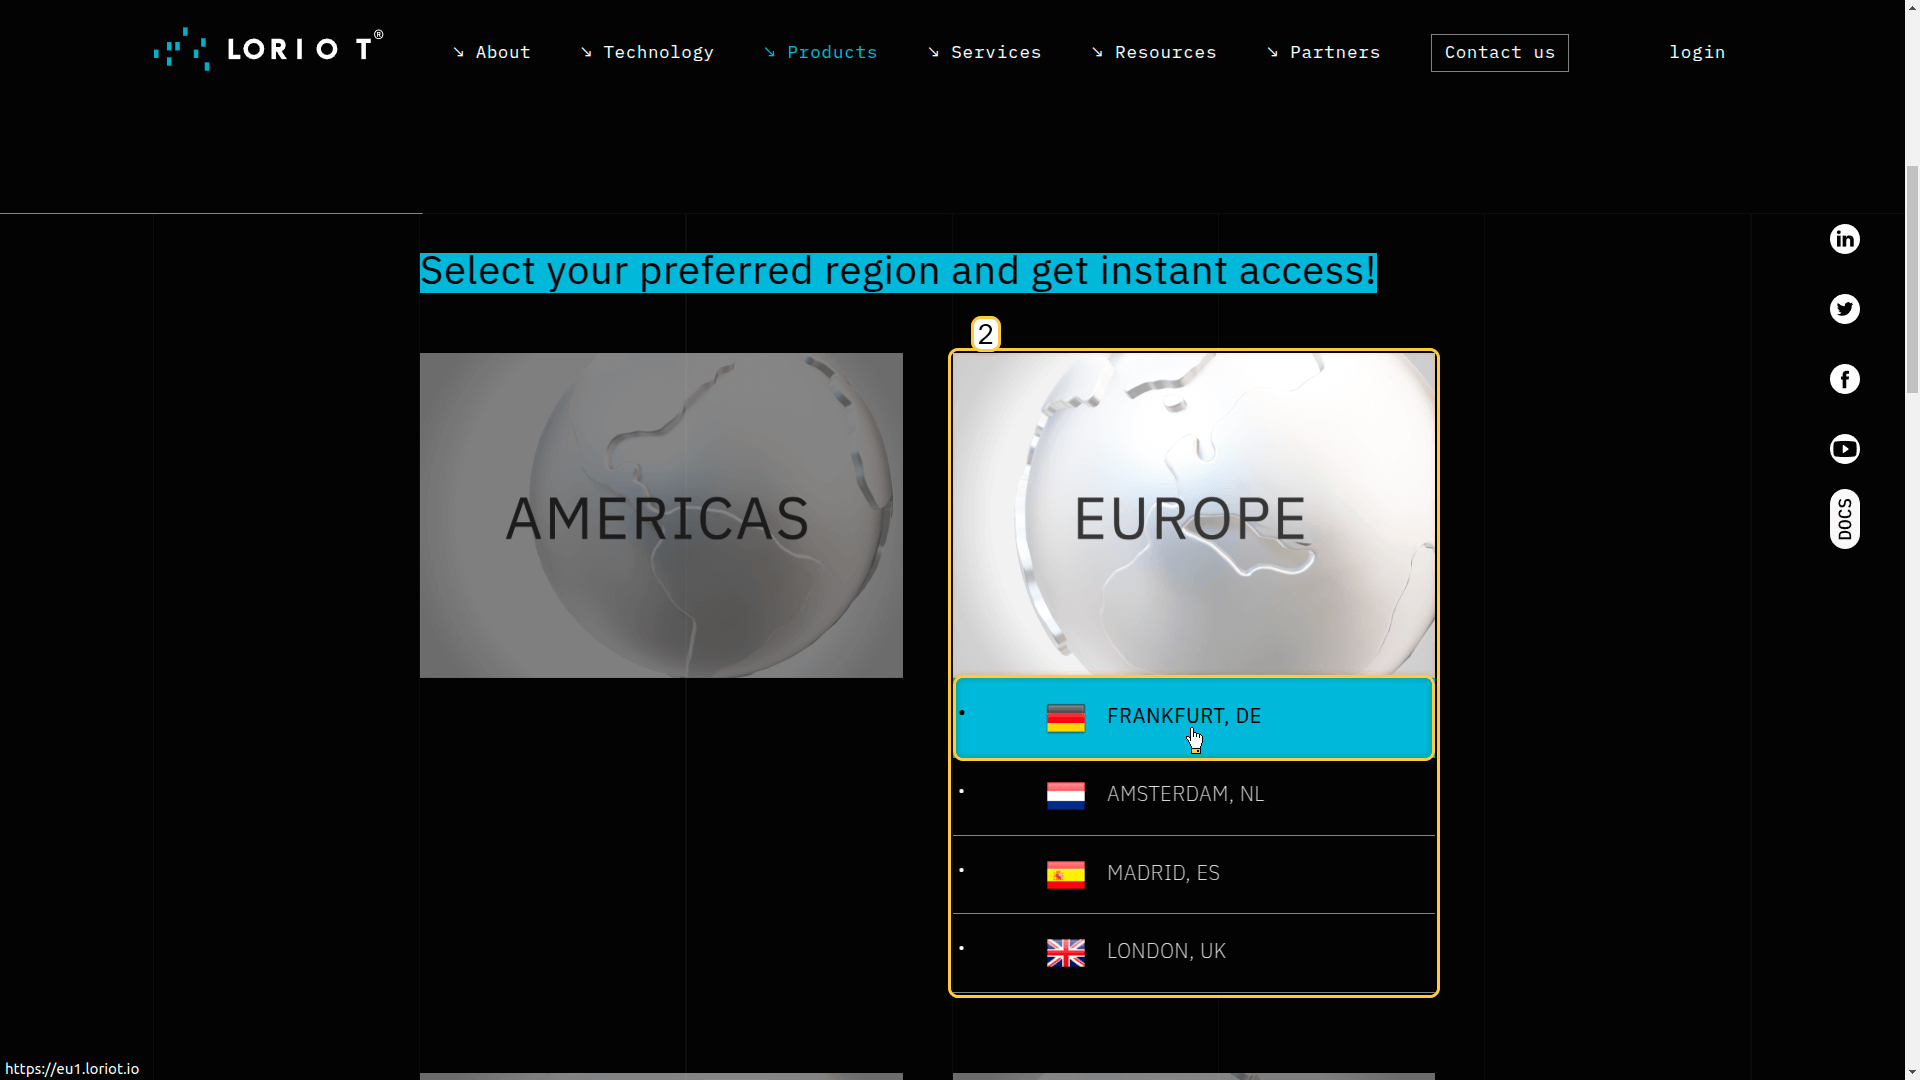 LORIOT®
↘ About
↘ Technology
↘ Products
↘ Services
↘ Resources
↘ Partners
Contact us
login
Select your preferred region and get instant access!
2
AMERICAS
EUROPE
• FRANKFURT, DE
• AMSTERDAM, NL
• MADRID, ES
• LONDON, UK
in
f
DOCS
https://eu1.loriot.io